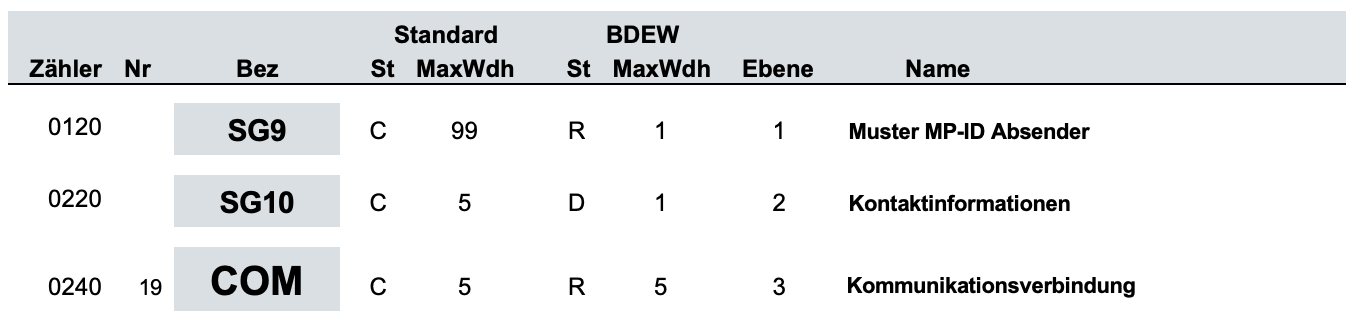 Standard BDEW
Zähler Nr Bez St MaxWdh St MaxWdh Ebene Name
0120 SG9 C 99 R 1 1 Muster MP-ID Absender
0220 SG10 C 5 D 1 2 Kontaktinformationen
0240 19 COM C 5 R 5 3 Kommunikationsverbindung